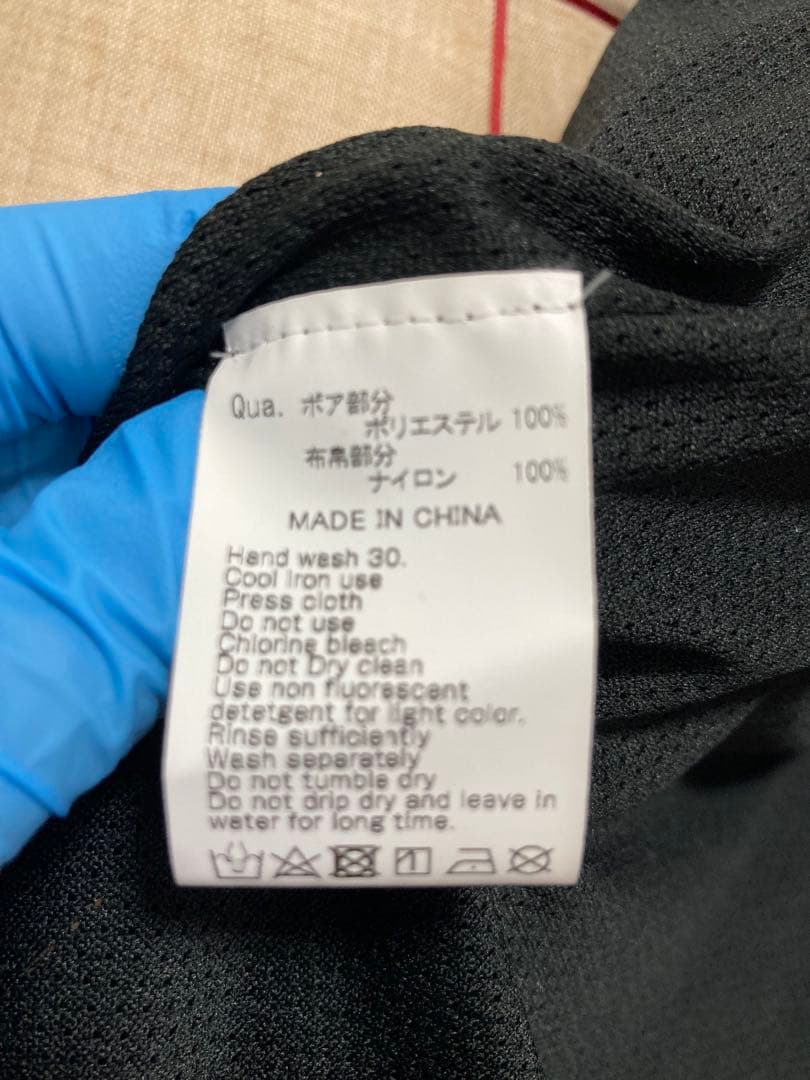 Qua. ボア部分
ポリエステル 100%
布帛部分
ナイロン 100%
MADE IN CHINA
Hand wash 30.
Cool Iron use
Press cloth
Do not use
Chlorine bleach
Do not Dry clean
Use non fluorescent
detetgent for light color.
Rinse sufficiently
Wash separately
Do not tumble dry
Do not drip dry and leave in
water for long time.